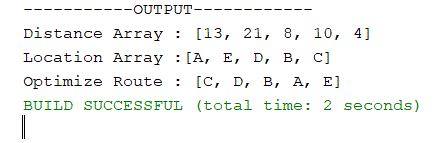 -----------OUTPUT------------
Distance Array : [13, 21, 8, 10, 4]
Location Array :[A, E, D, B, C]
Optimize Route : [C, D, B, A, E]
BUILD SUCCESSFUL (total time: 2 seconds)